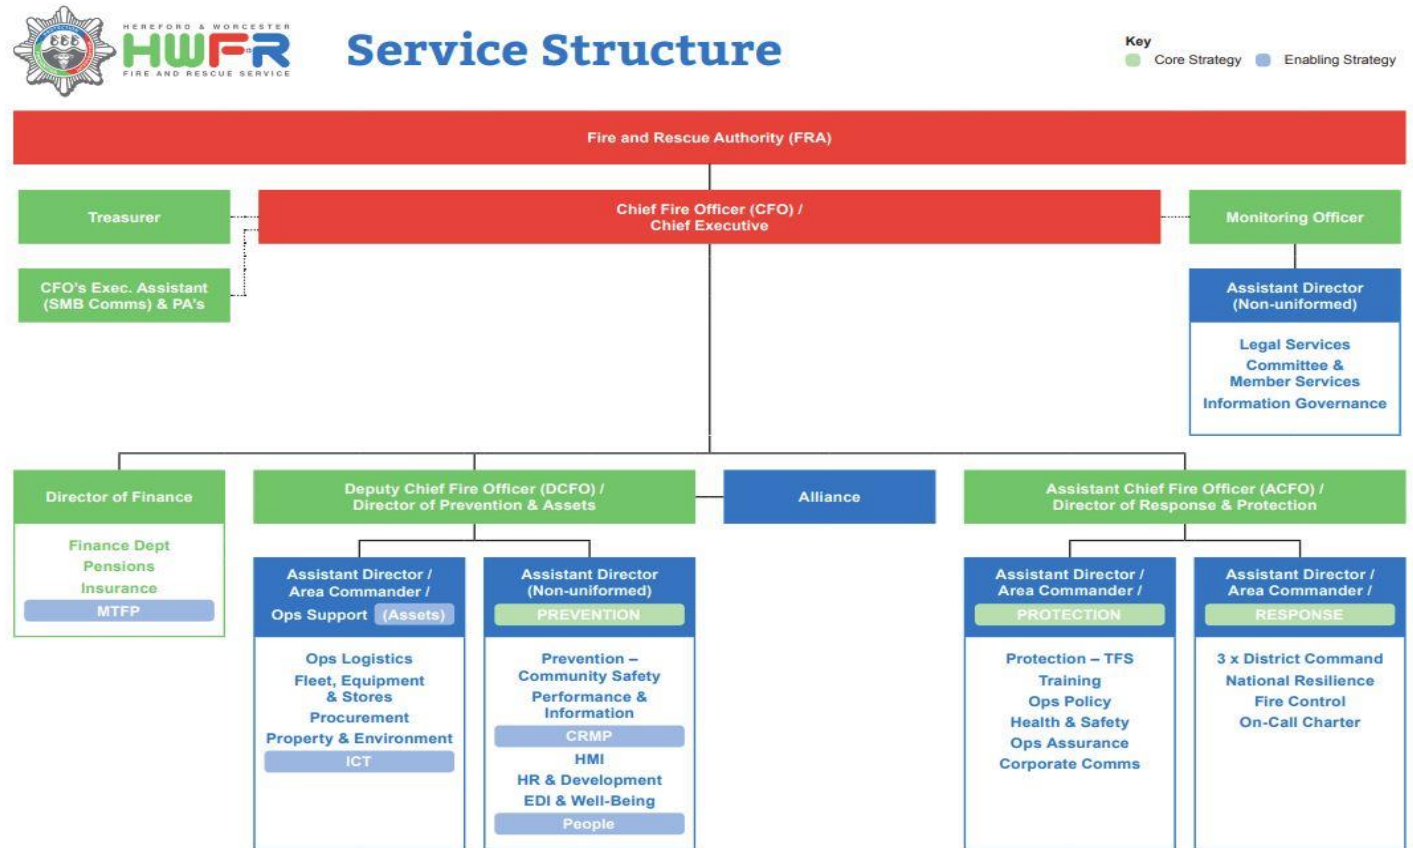 HEREFORD & WORCESTER
HWFR
FIRE AND RESCUE SERVICE
Service Structure
Key
Core Strategy
Enabling Strategy
Fire and Rescue Authority (FRA)
Treasurer
Chief Fire Officer (CFO) /
Chief Executive
Monitoring Officer
CFO's Exec. Assistant
(SMB Comms) & PA's
Assistant Director
(Non-uniformed)
Legal Services
Committee &
Member Services
Information Governance
Director of Finance
Finance Dept
Pensions
Insurance
MTFP
Deputy Chief Fire Officer (DCFO) /
Director of Prevention & Assets
Alliance
Assistant Chief Fire Officer (ACFO) /
Director of Response & Protection
Assistant Director /
Area Commander /
Ops Support (Assets)
Ops Logistics
Fleet, Equipment
& Stores
Procurement
Property & Environment
ICT
Assistant Director
(Non-uniformed)
PREVENTION
Prevention –
Community Safety
Performance &
Information
CRMP
HMI
HR & Development
EDI & Well-Being
People
Assistant Director /
Area Commander /
PROTECTION
Protection – TFS
Training
Ops Policy
Health & Safety
Ops Assurance
Corporate Comms
Assistant Director /
Area Commander /
RESPONSE
3 x District Command
National Resilience
Fire Control
On-Call Charter